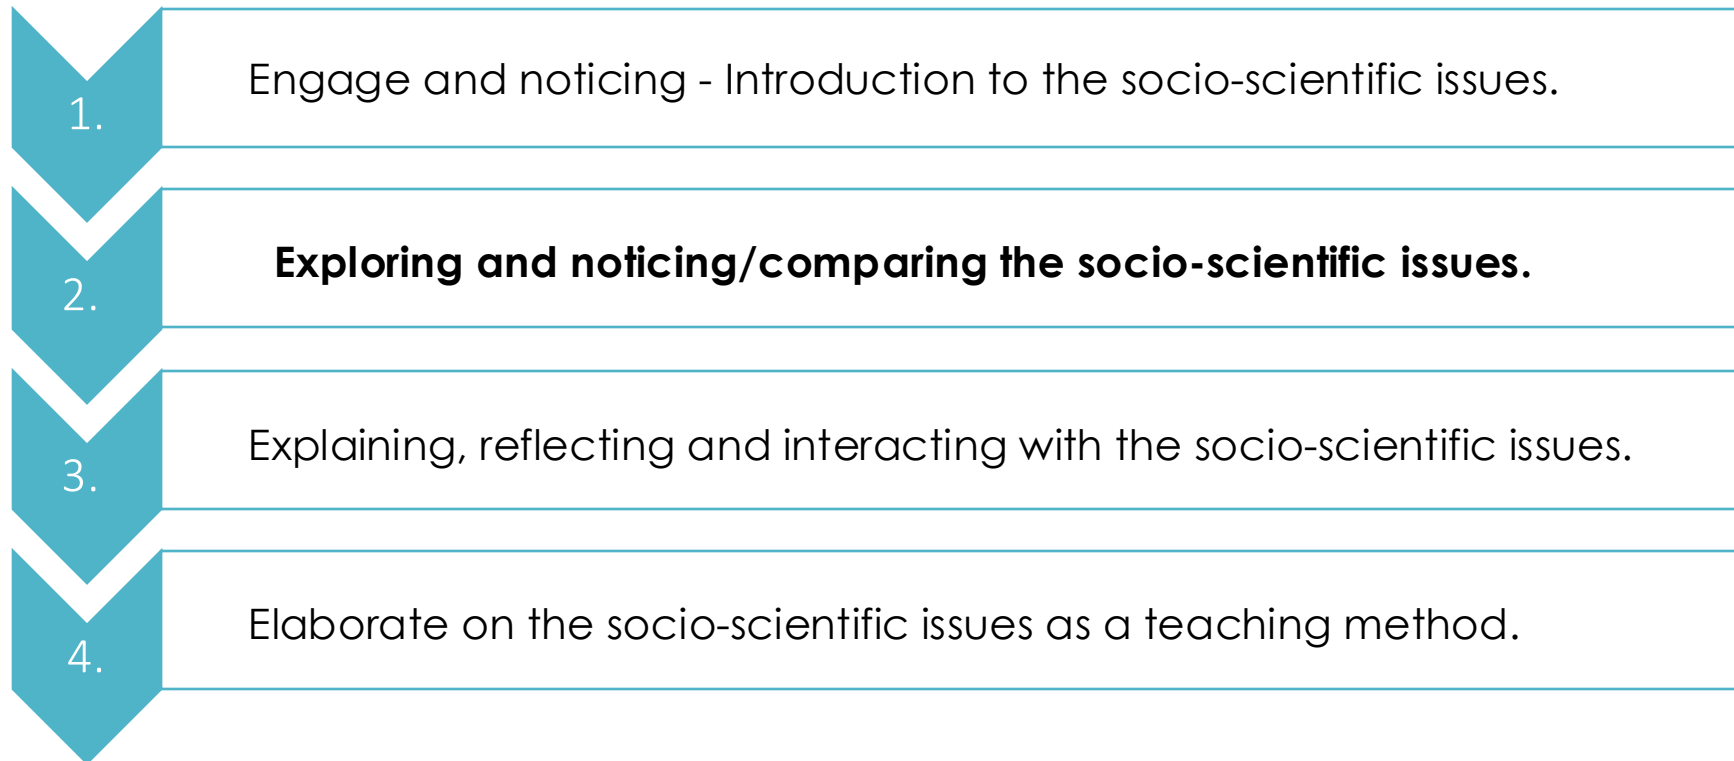 1.
Engage and noticing - Introduction to the socio-scientific issues.
2.
Exploring and noticing/comparing the socio-scientific issues.
3.
Explaining, reflecting and interacting with the socio-scientific issues.
4.
Elaborate on the socio-scientific issues as a teaching method.